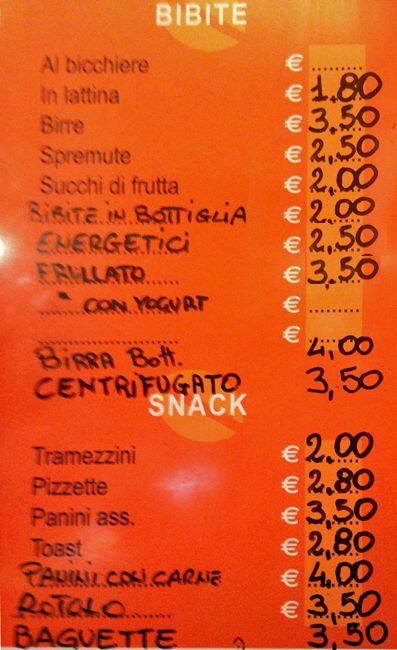 BIBITE
Al bicchiere € ........
In lattina € 1,80
Birre € 3,50
Spremute € 2,50
Succhi di frutta € 2,00
BIBITE IN BOTTIGLIA € 2,00
ENERGETICI € 2,50
FRULLATO € 3,50
" CON YOGURT € ........
€
BIRRA BOTT. 4,00
CENTRIFUGATO 3,50
SNACK
Tramezzini € 2,00
Pizzette € 2,80
Panini ass. € 3,50
Toast € 2,80
PANINI CON CARNE € 4,00
ROTOLO € 3,50
BAGUETTE 3,50